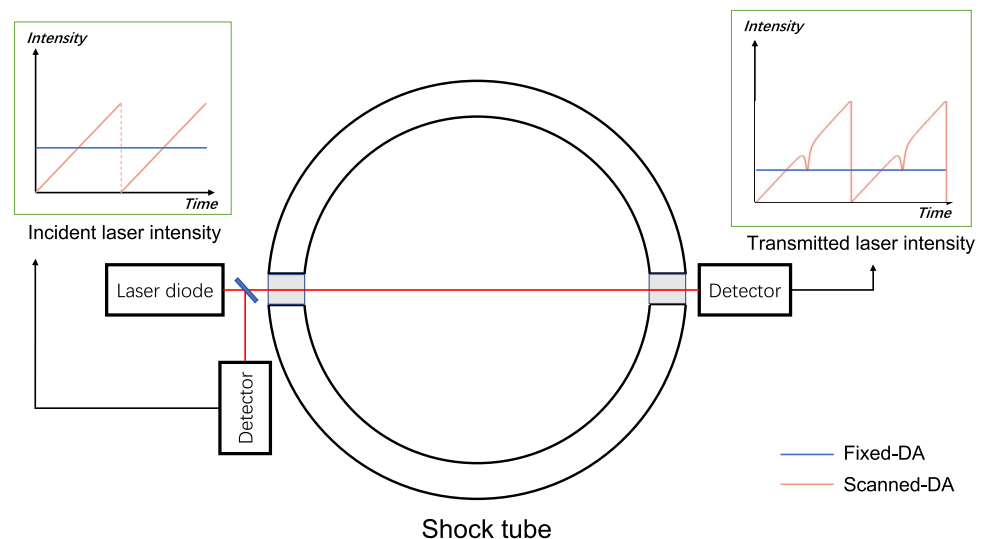 Intensity
Time
Incident laser intensity
Intensity
Time
Transmitted laser intensity
Laser diode
Detector
Detector
Fixed-DA
Scanned-DA
Shock tube